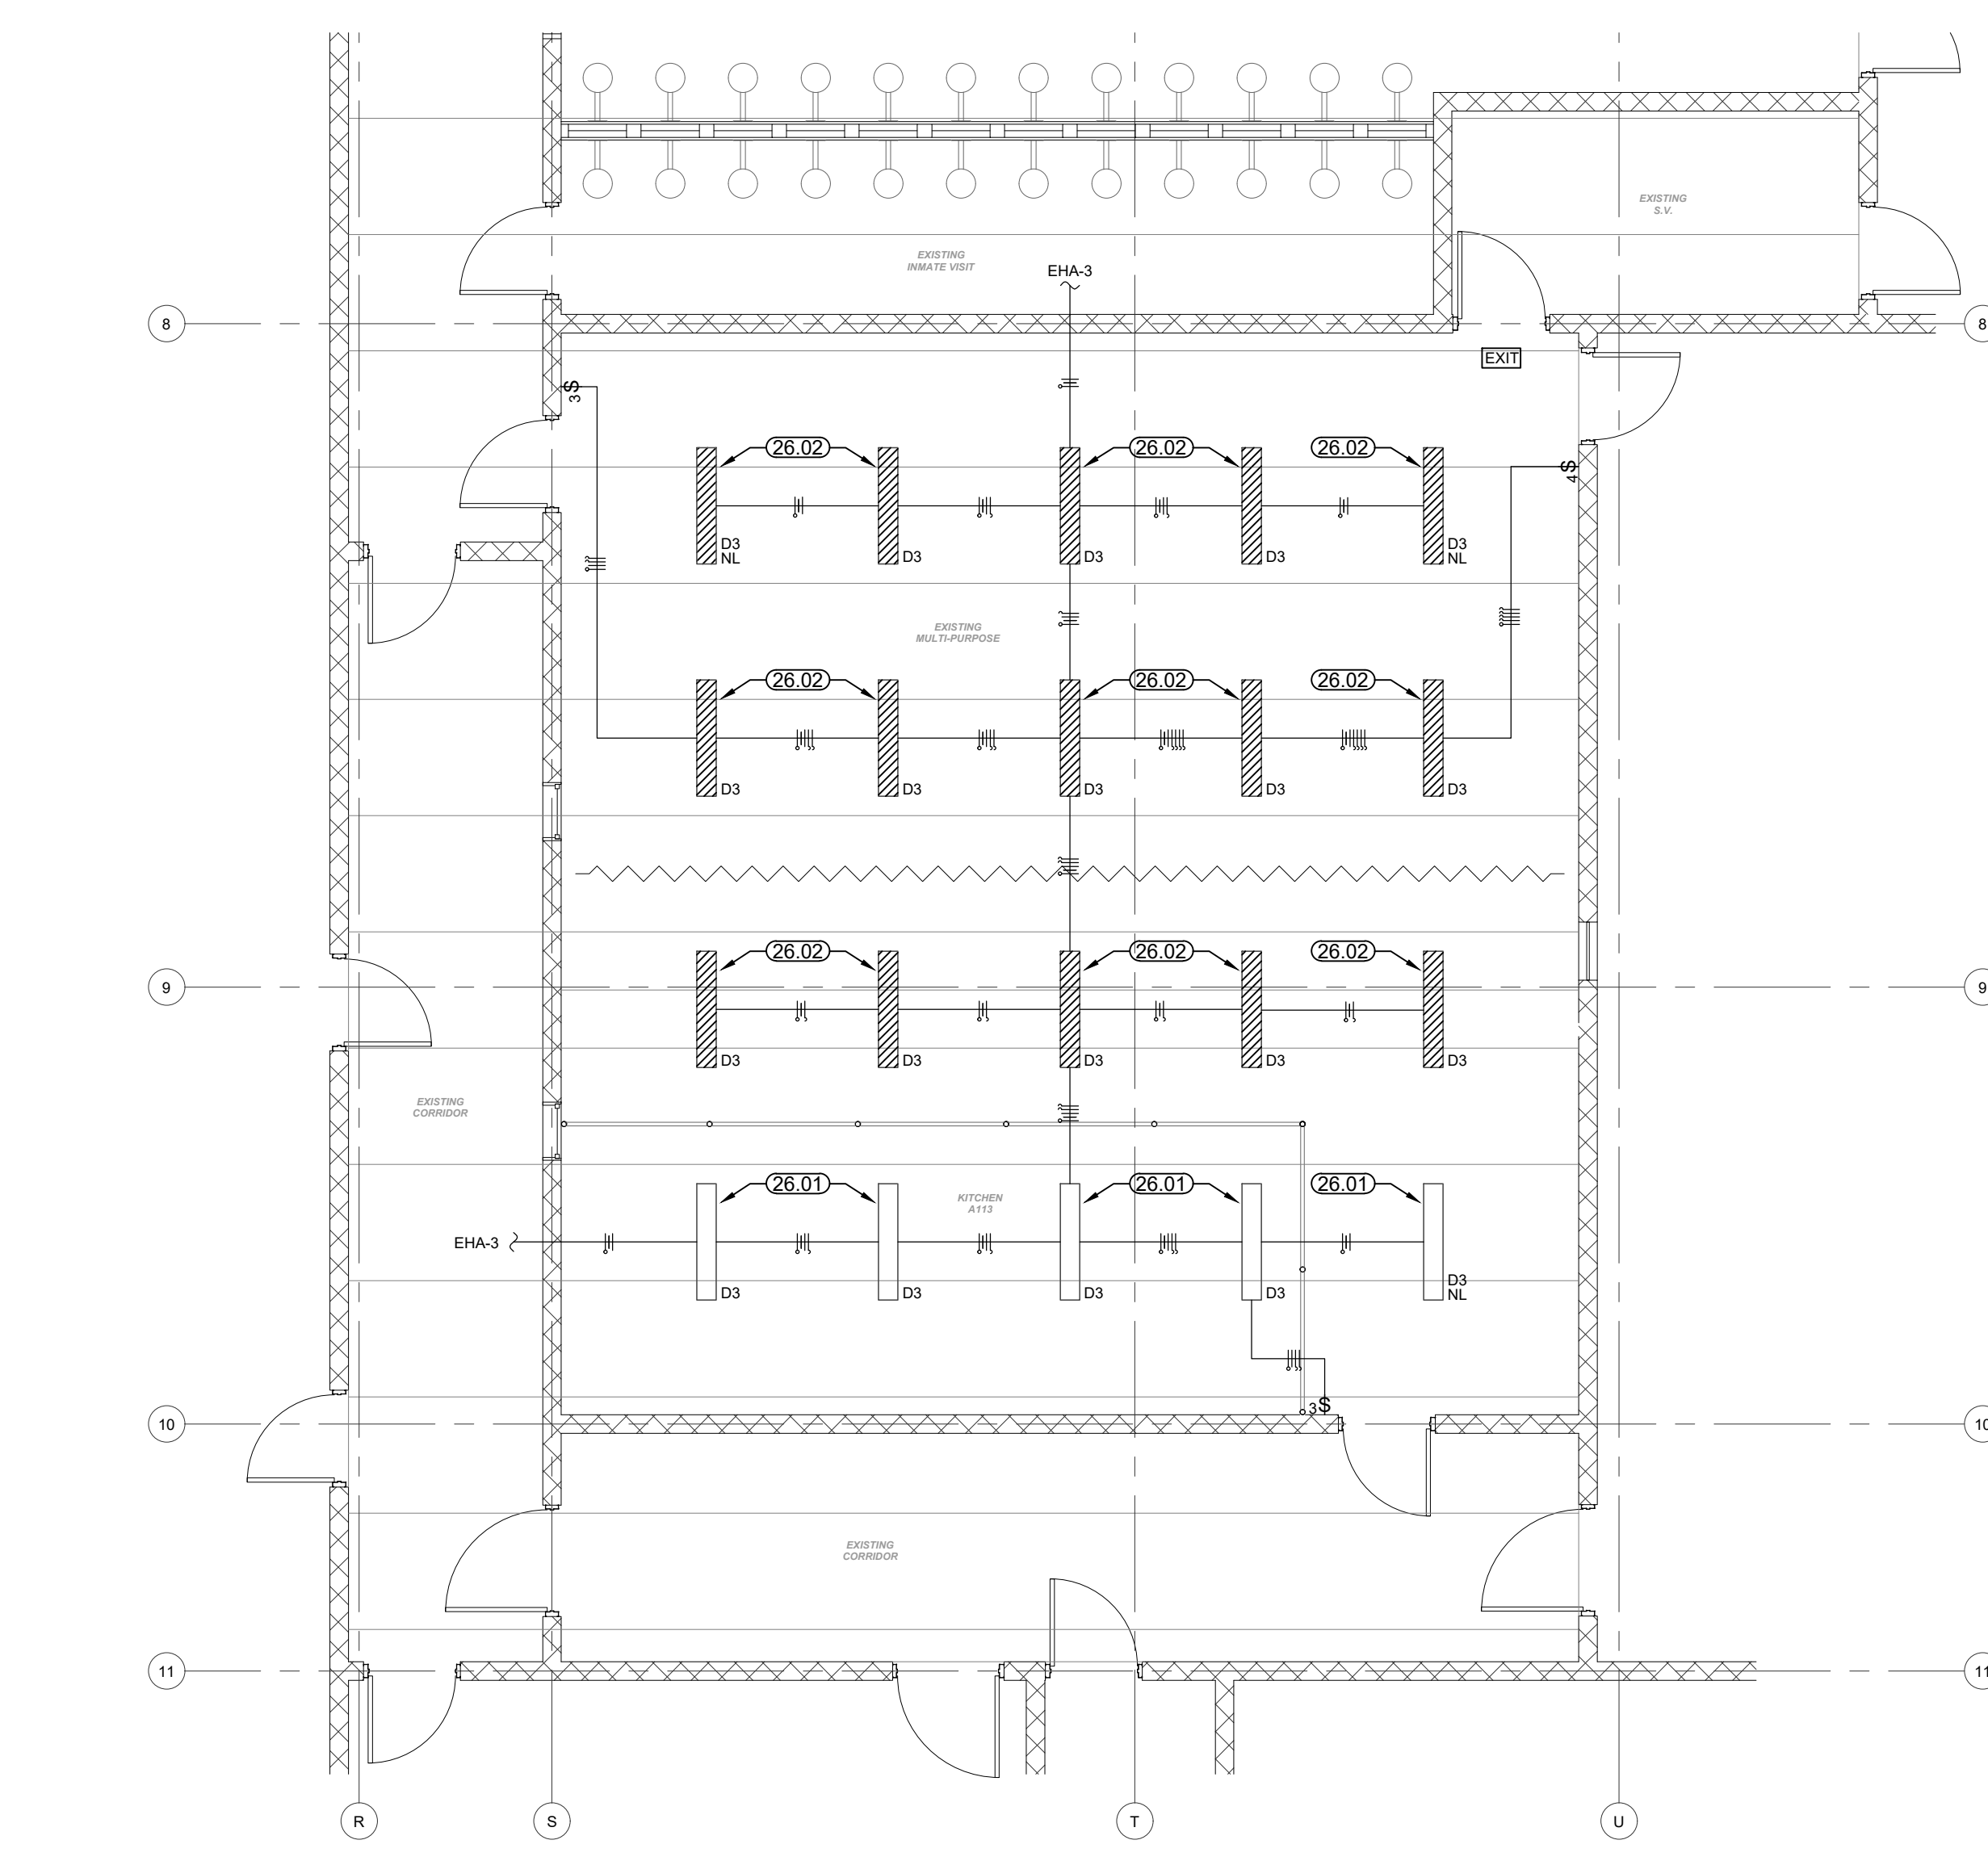 EXISTING
S.V.
EXISTING
INMATE VISIT
EHA-3
8
8
EXIT
3
$
26.02
26.02
26.02
4
$
D3
NL
D3
D3
D3
D3
NL
EXISTING
MULTI-PURPOSE
26.02
26.02
26.02
D3
D3
D3
D3
D3
26.02
26.02
26.02
9
9
D3
D3
D3
D3
D3
EXISTING
CORRIDOR
26.01
26.01
26.01
KITCHEN
A113
EHA-3
D3
D3
D3
D3
D3
NL
3
$
10
10
EXISTING
CORRIDOR
11
11
R
S
T
U